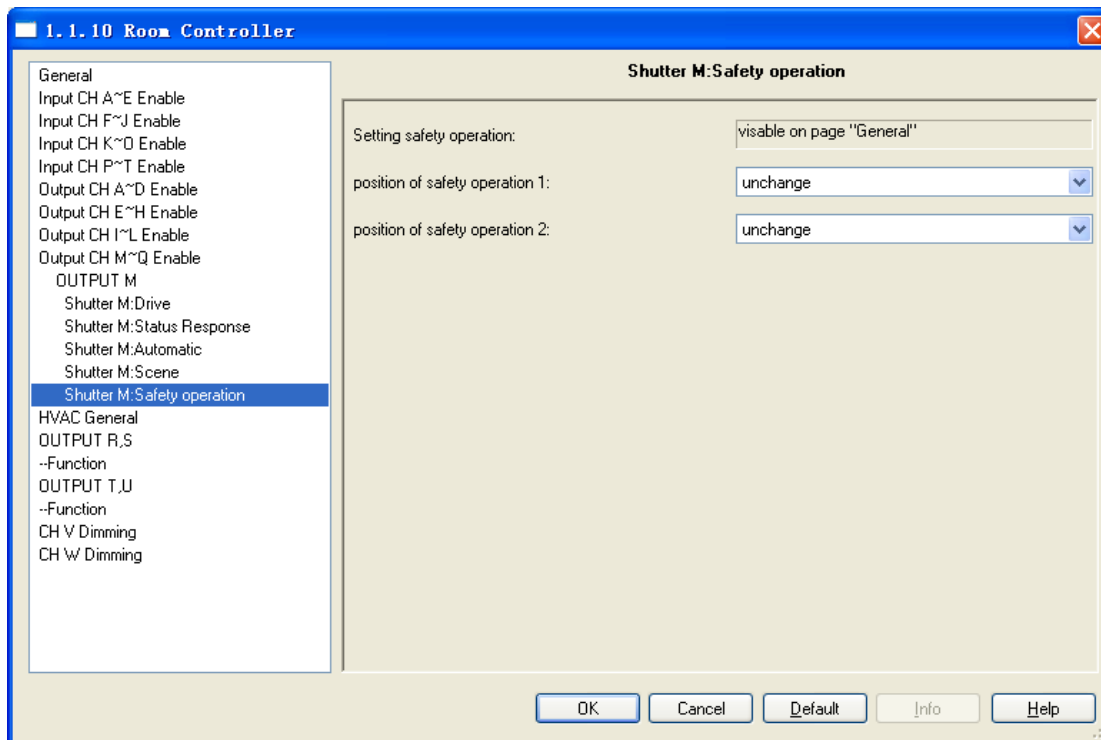 1.1.10 Room Controller
General
Input CH A~E Enable
Input CH F~J Enable
Input CH K~O Enable
Input CH P~T Enable
Output CH A~D Enable
Output CH E~H Enable
Output CH I~L Enable
Output CH M~Q Enable
OUTPUT M
Shutter M:Drive
Shutter M:Status Response
Shutter M:Automatic
Shutter M:Scene
Shutter M:Safety operation
HVAC General
OUTPUT R,S
--Function
OUTPUT T,U
--Function
CH V Dimming
CH W Dimming
Shutter M:Safety operation
Setting safety operation: visable on page "General"
position of safety operation 1: unchange
position of safety operation 2: unchange
OK Cancel Default Info Help